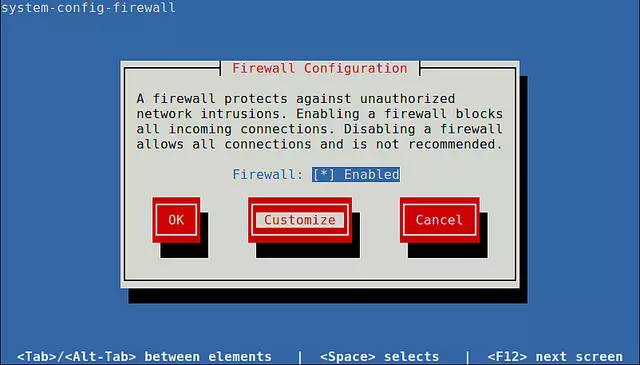 system-config-firewall
Firewall Configuration
A firewall protects against unauthorized
network intrusions. Enabling a firewall blocks
all incoming connections. Disabling a firewall
allows all connections and is not recommended.
Firewall: [*] Enabled
OK Customize Cancel
<Tab>/<Alt-Tab> between elements | <Space> selects | <F12> next screen